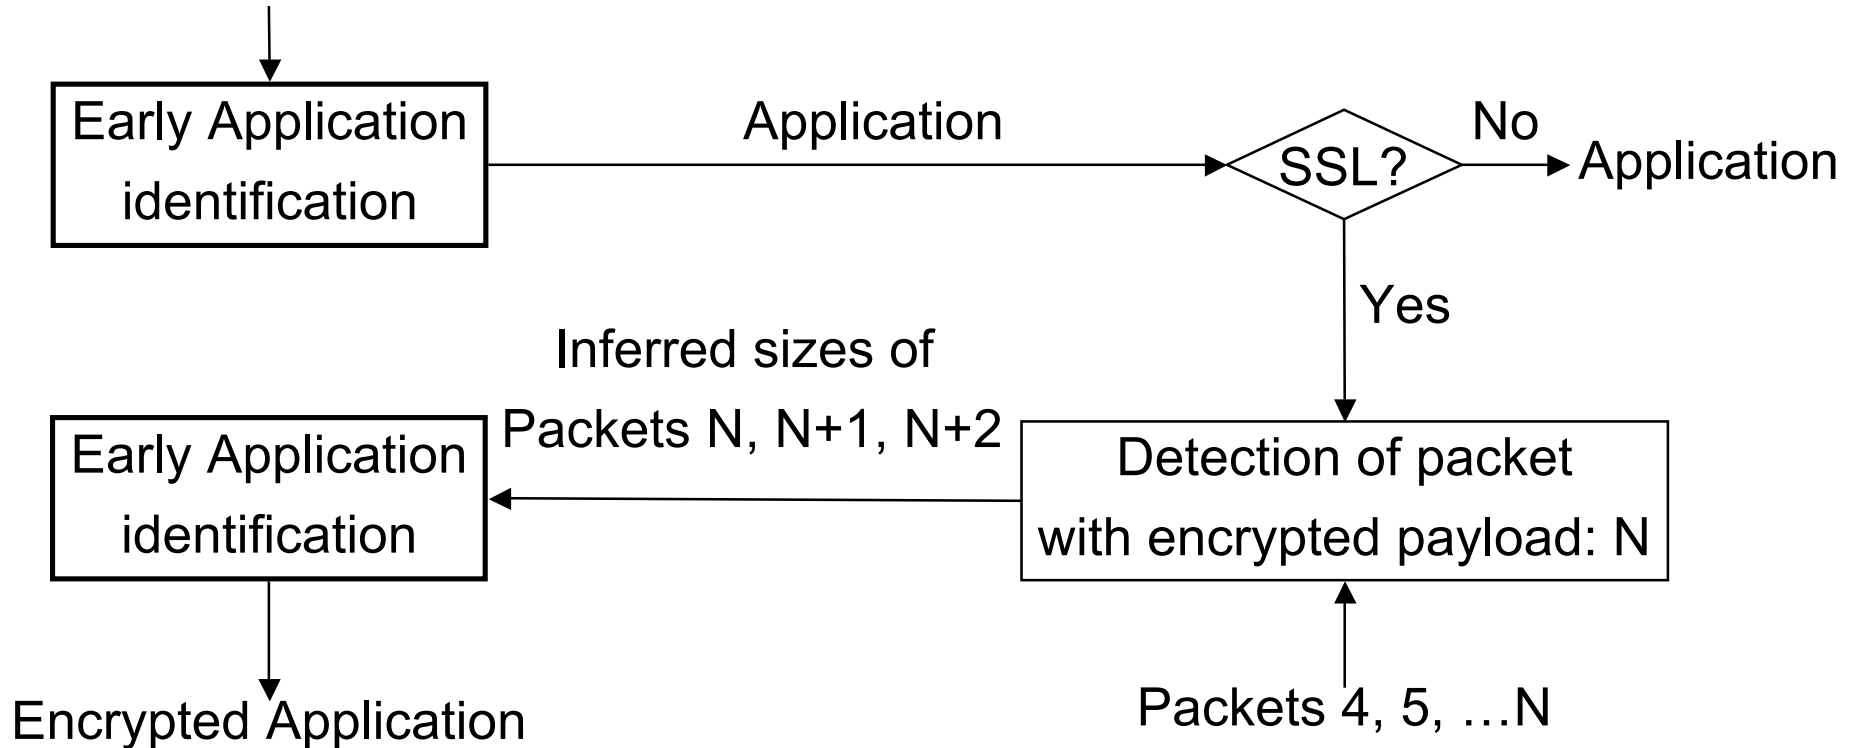 Early Application
identification
Application
SSL?
No
Application
Yes
Inferred sizes of
Packets N, N+1, N+2
Early Application
identification
Detection of packet
with encrypted payload: N
Encrypted Application
Packets 4, 5, …N